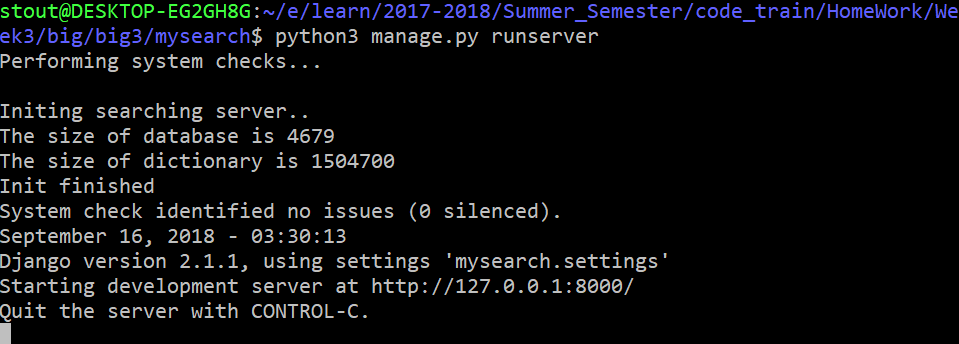 stout@DESKTOP-EG2GH8G:~/e/learn/2017-2018/Summer_Semester/code_train/HomeWork/We
ek3/big/big3/mysearch$ python3 manage.py runserver
Performing system checks...
Initing searching server..
The size of database is 4679
The size of dictionary is 1504700
Init finished
System check identified no issues (0 silenced).
September 16, 2018 - 03:30:13
Django version 2.1.1, using settings 'mysearch.settings'
Starting development server at http://127.0.0.1:8000/
Quit the server with CONTROL-C.